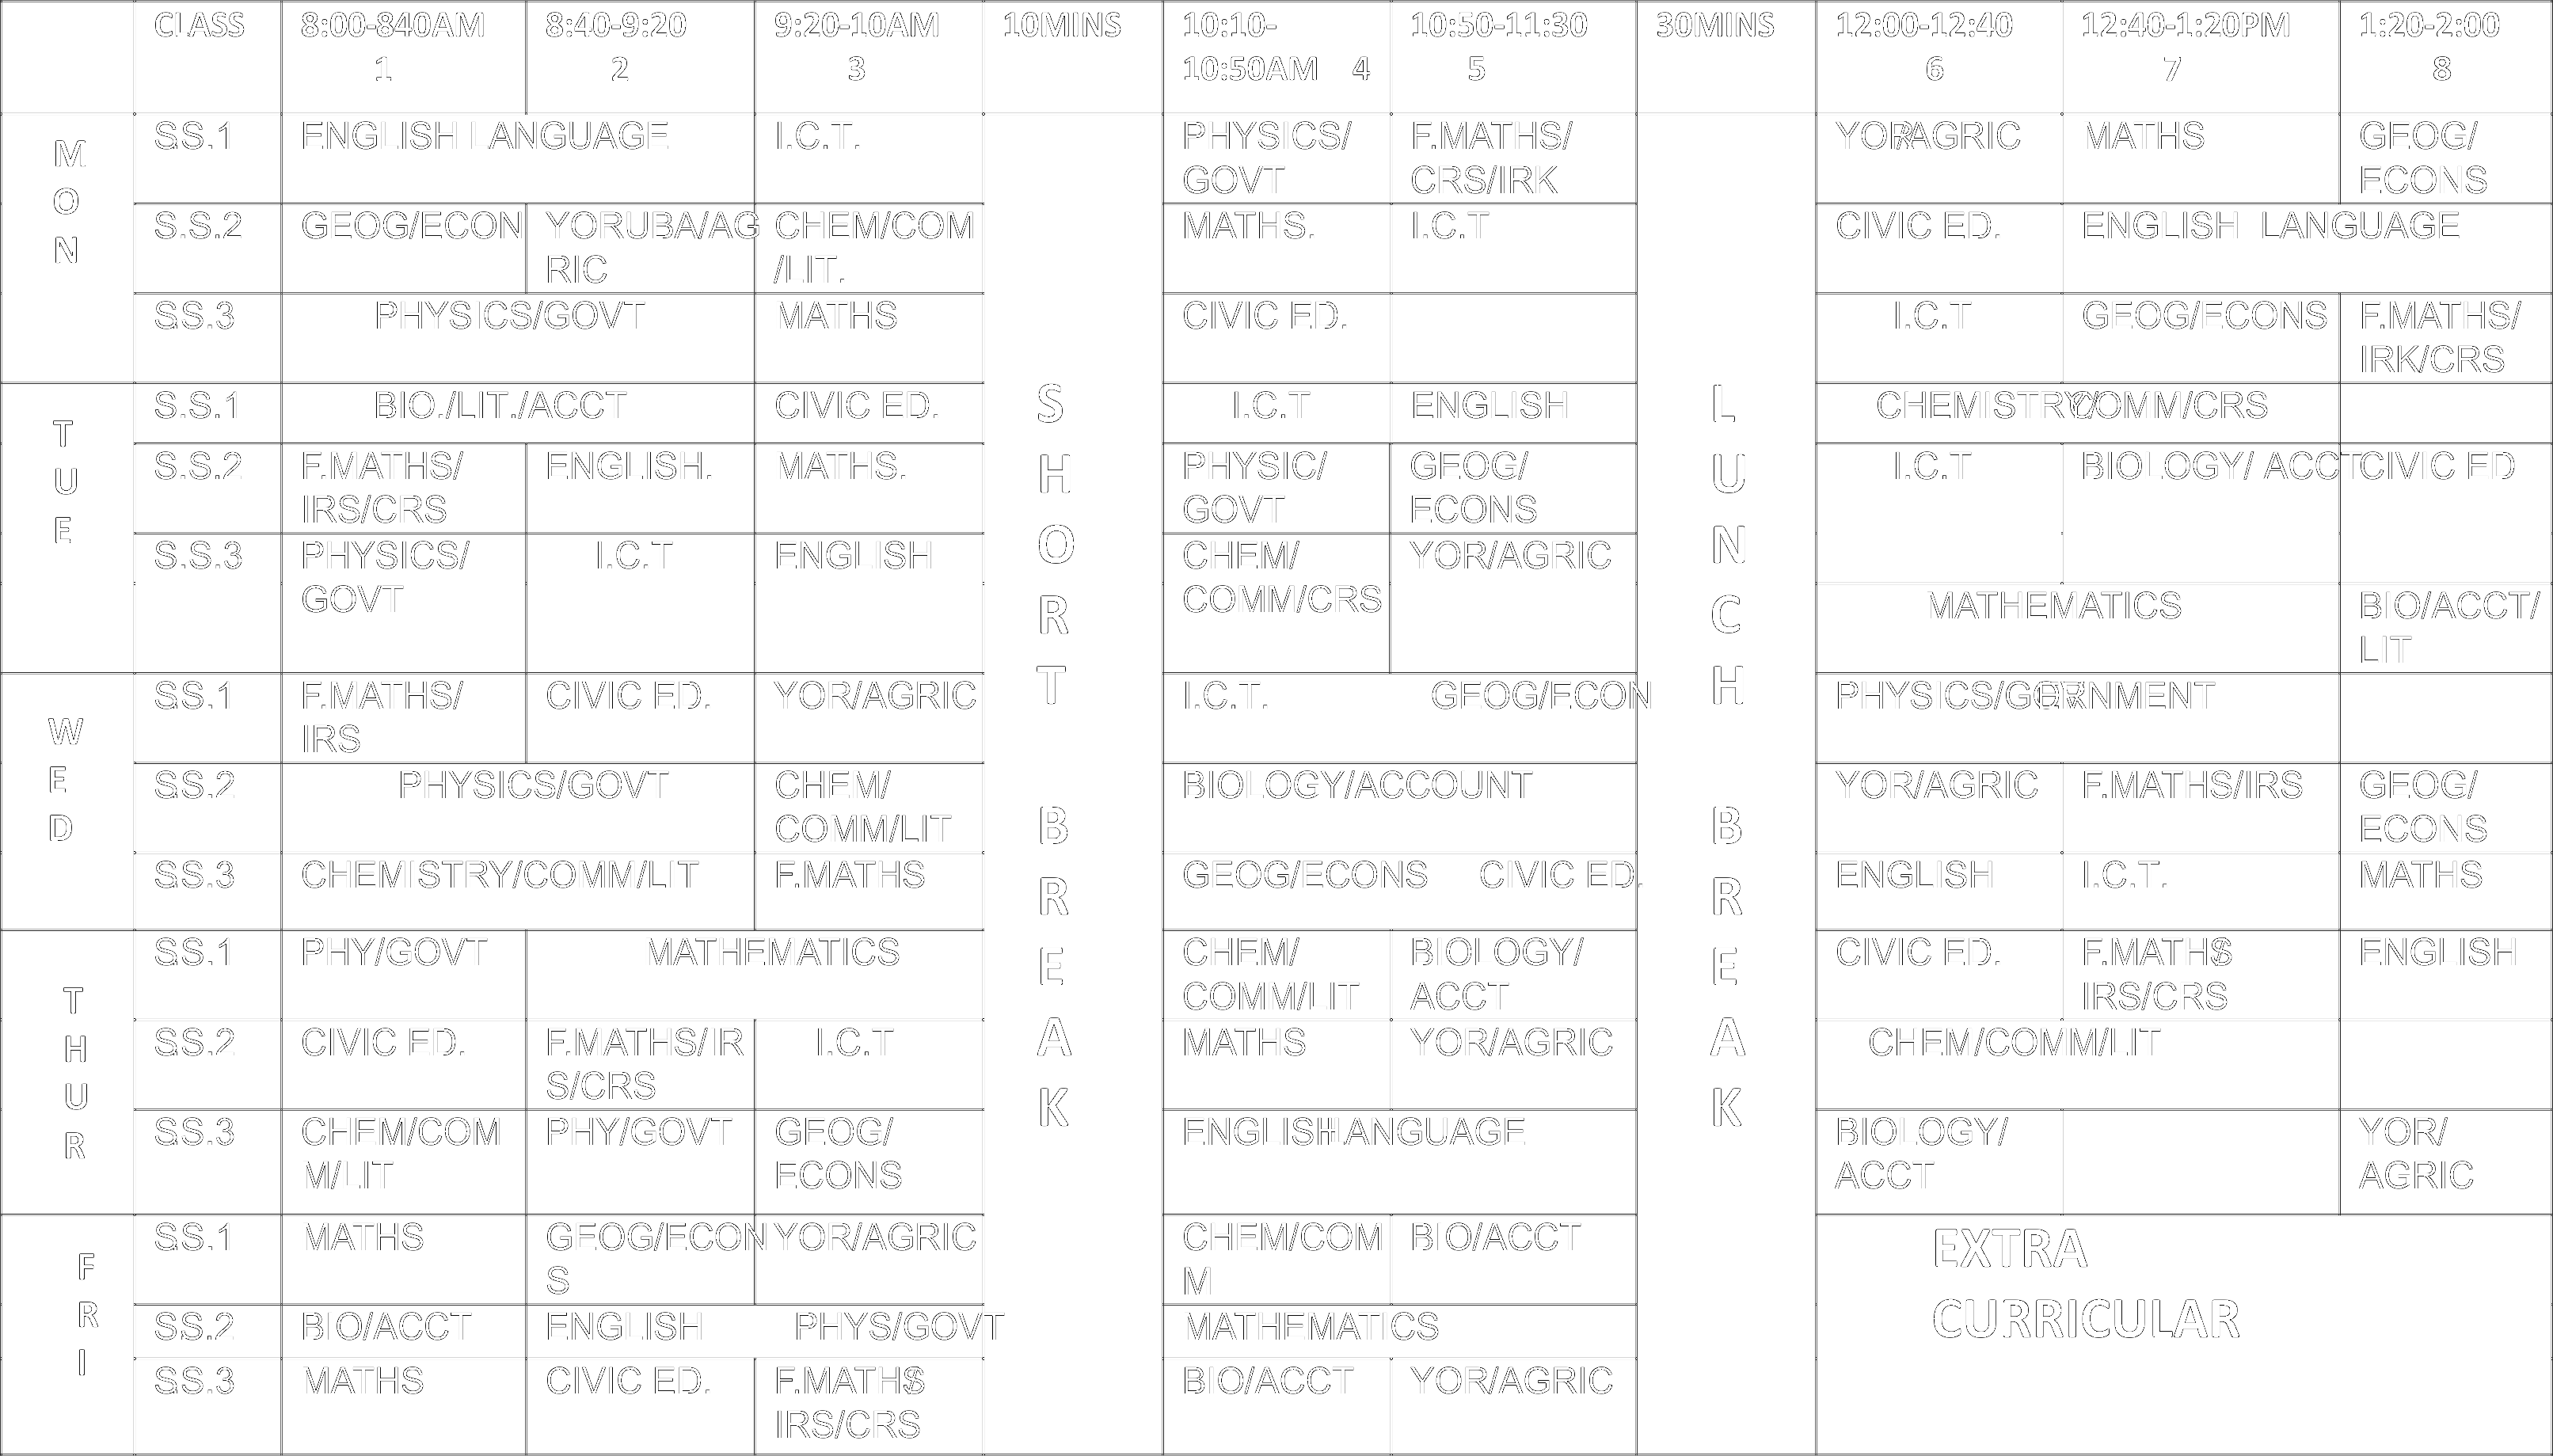 CLASS 8:00-840AM 8:40-9:20 9:20-10AM 10MINS 10:10- 10:50-11:30 30MINS 12:00-12:40 12:40-1:20PM 1:20-2:00
1 2 3 10:50AM 4 5 6 7 8
MON
SS.1 ENGLISH LANGUAGE I.C.T. PHYSICS/ F.MATHS/ YOR/AGRIC MATHS GEOG/
GOVT CRS/IRK ECONS
S.S.2 GEOG/ECON YORUBA/AG CHEM/COM MATHS. I.C.T CIVIC ED. ENGLISH LANGUAGE
RIC /LIT.
SS.3 PHYSICS/GOVT MATHS CIVIC ED. I.C.T GEOG/ECONS F.MATHS/
IRK/CRS
TUE
S.S.1 BIO./LIT./ACCT CIVIC ED. I.C.T ENGLISH CHEMISTRY/COMM/CRS
S.S.2 F.MATHS/ ENGLISH. MATHS. PHYSIC/ GEOG/ I.C.T BIOLOGY/ ACCT CIVIC ED
IRS/CRS GOVT ECONS
S.S.3 PHYSICS/ I.C.T ENGLISH CHEM/ YOR/AGRIC
GOVT COMM/CRS MATHEMATICS BIO/ACCT/
LIT
WED
SS.1 F.MATHS/ CIVIC ED. YOR/AGRIC I.C.T. GEOG/ECON PHYSICS/GOVERNMENT
IRS
SS.2 PHYSICS/GOVT CHEM/ BIOLOGY/ACCOUNT YOR/AGRIC F.MATHS/IRS GEOG/
COMM/LIT ECONS
SS.3 CHEMISTRY/COMM/LIT F.MATHS GEOG/ECONS CIVIC ED. ENGLISH I.C.T. MATHS
THUR
SS.1 PHY/GOVT MATHEMATICS CHEM/ BIOLOGY/ CIVIC ED. F.MATHS/ ENGLISH
COMM/LIT ACCT IRS/CRS
SS.2 CIVIC ED. F.MATHS/IR I.C.T MATHS YOR/AGRIC CHEM/COMM/LIT
S/CRS
SS.3 CHEM/COM PHY/GOVT GEOG/ ENGLISH LANGUAGE BIOLOGY/ YOR/
M/LIT ECONS ACCT AGRIC
FRI
SS.1 MATHS GEOG/ECON YOR/AGRIC CHEM/COM BIO/ACCT
S M
SS.2 BIO/ACCT ENGLISH PHYS/GOVT MATHEMATICS
SS.3 MATHS CIVIC ED. F.MATHS/ BIO/ACCT YOR/AGRIC
IRS/CRS
SHORT BREAK
LUNCH BREAK
EXTRA
CURRICULAR